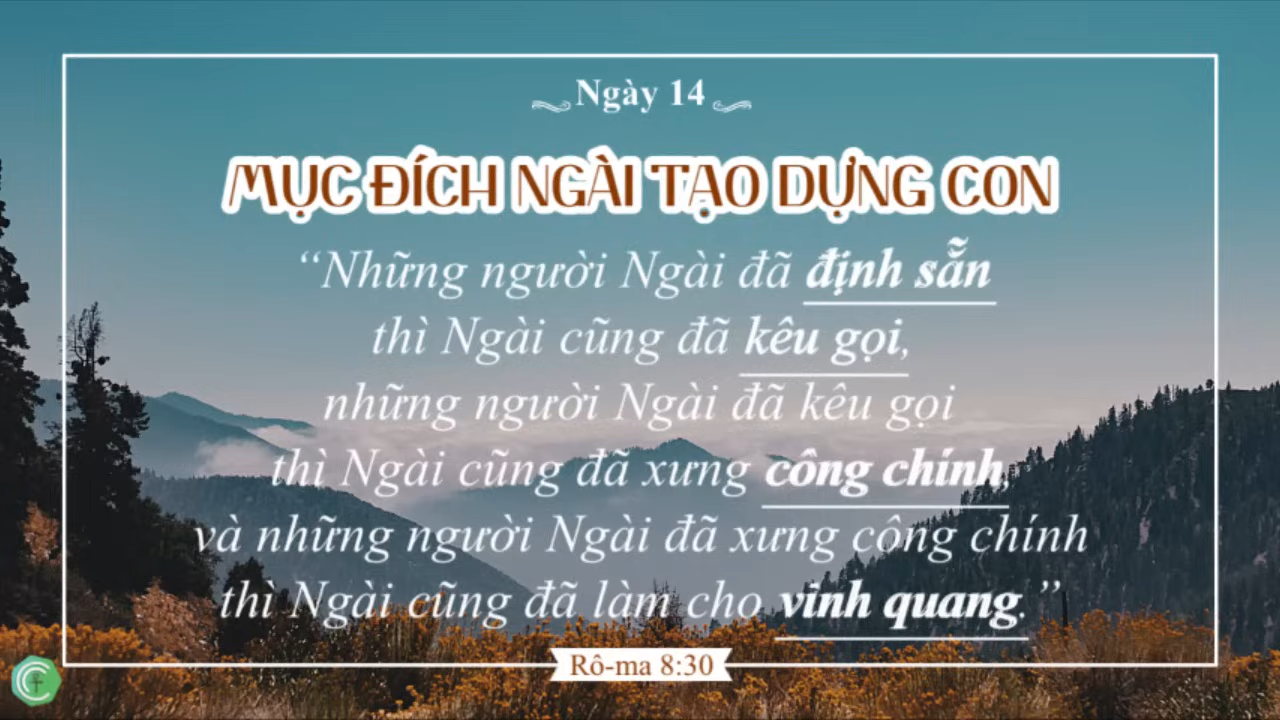 Ngày 14
MỤC ĐÍCH NGÀI TẠO DỰNG CON
“Những người Ngài đã định sẵn
thì Ngài cũng đã kêu gọi,
những người Ngài đã kêu gọi
thì Ngài cũng đã xưng công chính,
và những người Ngài đã xưng công chính
thì Ngài cũng đã làm cho vinh quang.”
Rô-ma 8:30